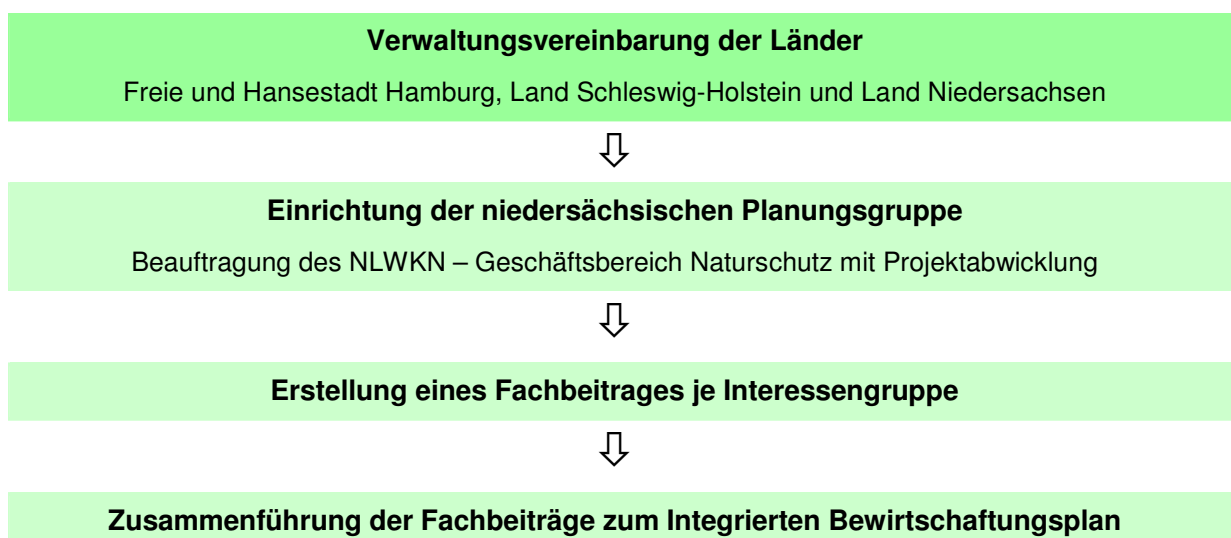 Verwaltungsvereinbarung der Länder
Freie und Hansestadt Hamburg, Land Schleswig-Holstein und Land Niedersachsen
Einrichtung der niedersächsischen Planungsgruppe
Beauftragung des NLWKN – Geschäftsbereich Naturschutz mit Projektabwicklung
Erstellung eines Fachbeitrages je Interessengruppe
Zusammenführung der Fachbeiträge zum Integrierten Bewirtschaftungsplan